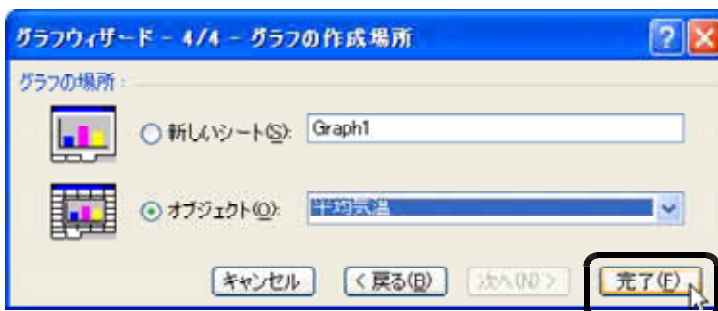 グラフウィザード - 4/4 - グラフの作成場所
グラフの場所:
新しいシート(S): Graph1
オブジェクト(O): 平均気温
キャンセル < 戻る(B) 次へ(N) > 完了(F)